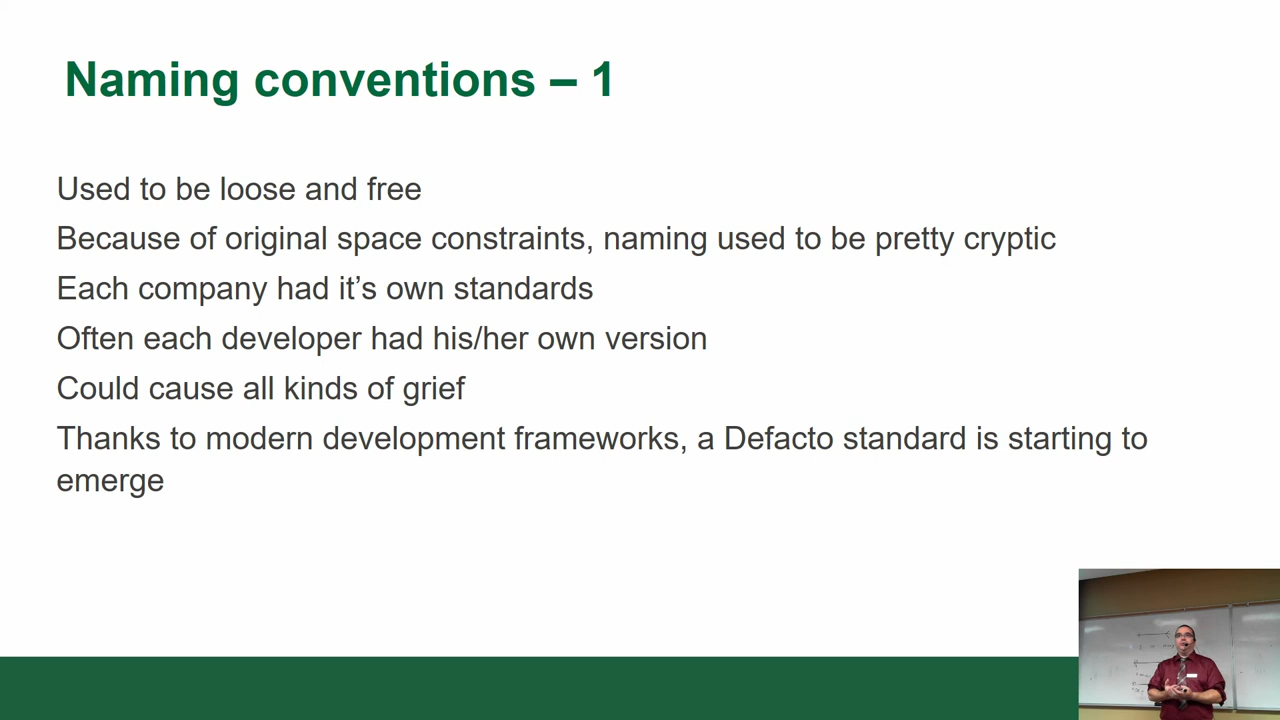 Naming conventions – 1
Used to be loose and free
Because of original space constraints, naming used to be pretty cryptic
Each company had it’s own standards
Often each developer had his/her own version
Could cause all kinds of grief
Thanks to modern development frameworks, a Defacto standard is starting to
emerge